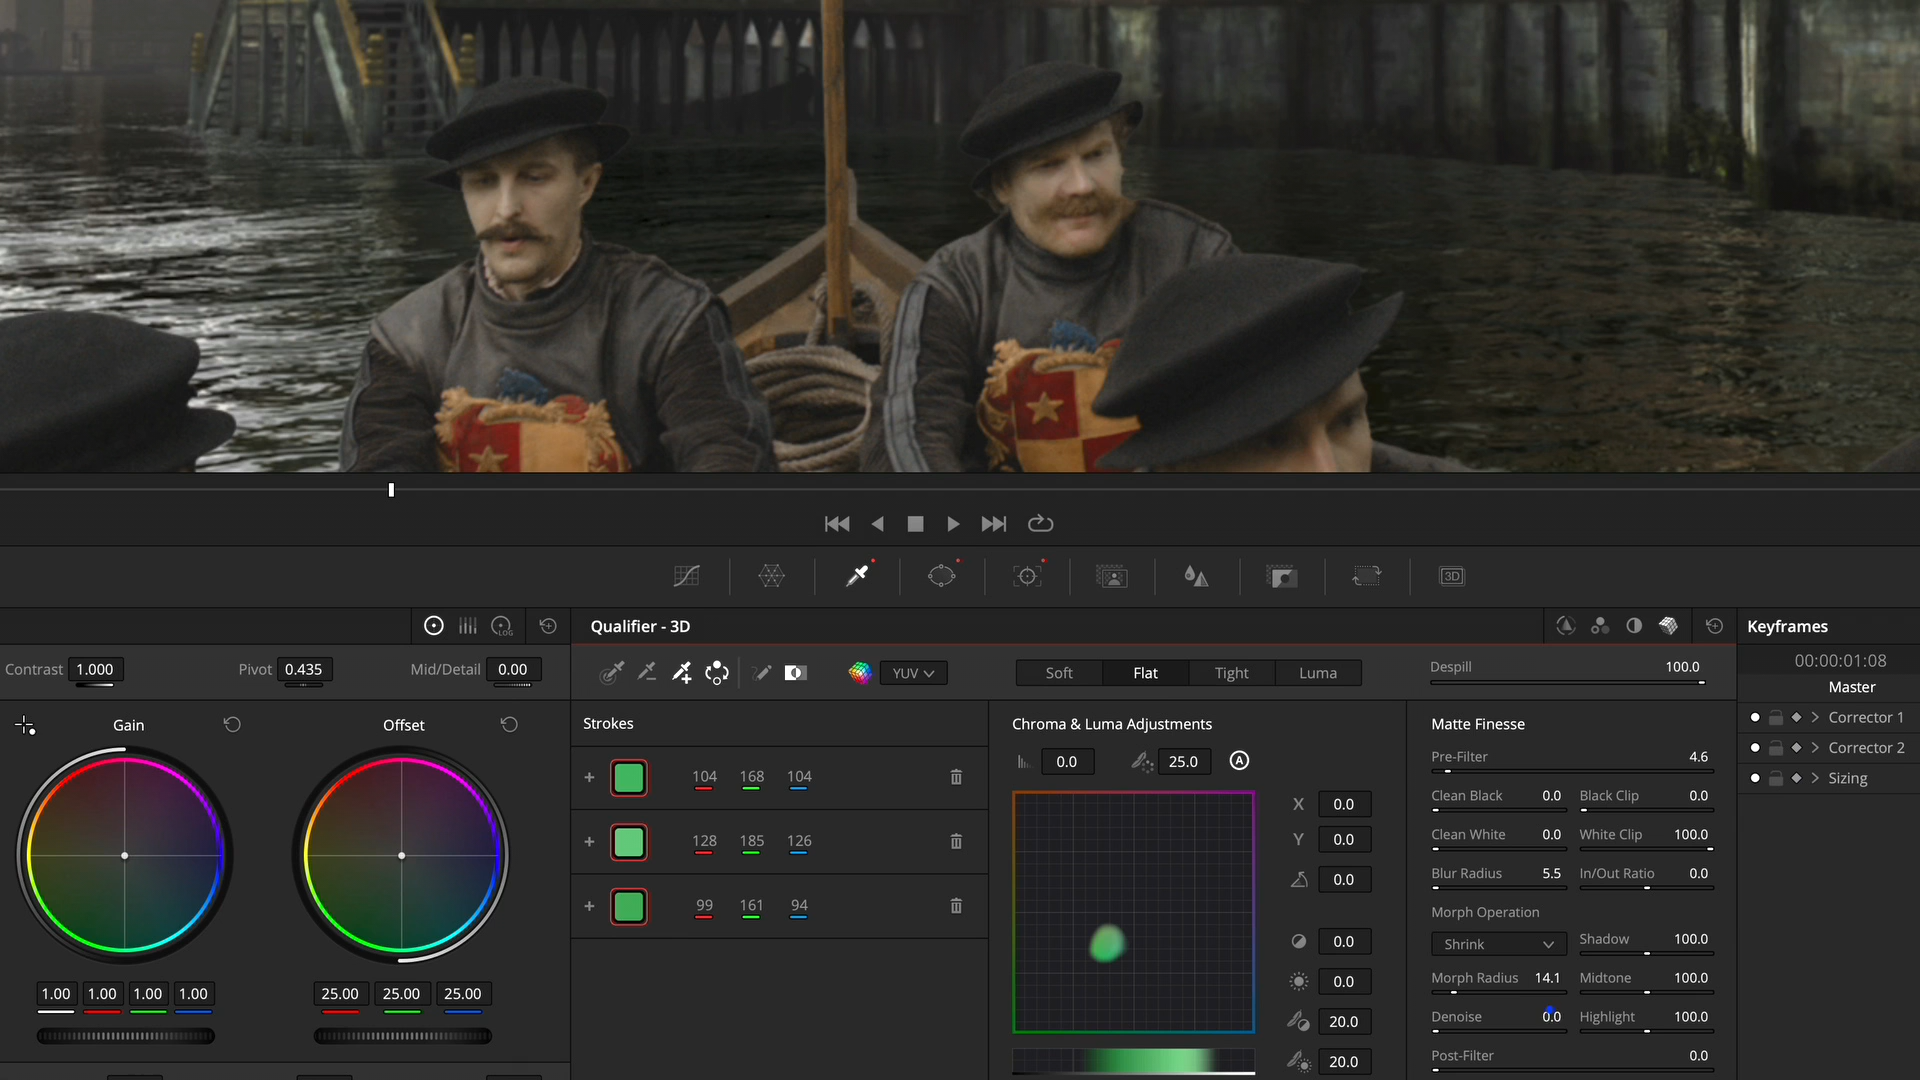 LOG
3D
Qualifier - 3D
Keyframes
Contrast 1.000 Pivot 0.435 Mid/Detail 0.00
YUV Soft Flat Tight Luma
Despill 100.0
00:00:01:08
Master
Gain Offset
Strokes
Chroma & Luma Adjustments
Matte Finesse
Corrector 1
Corrector 2
Sizing
104 168 104
128 185 126
99 161 94
0.0 25.0 A
X 0.0
Y 0.0
0.0
0.0
0.0
20.0
20.0
Pre-Filter 4.6
Clean Black 0.0 Black Clip 0.0
Clean White 0.0 White Clip 100.0
Blur Radius 5.5 In/Out Ratio 0.0
Morph Operation
Shrink Shadow 100.0
Morph Radius 14.1 Midtone 100.0
Denoise 0.0 Highlight 100.0
Post-Filter 0.0
1.00 1.00 1.00 1.00
25.00 25.00 25.00